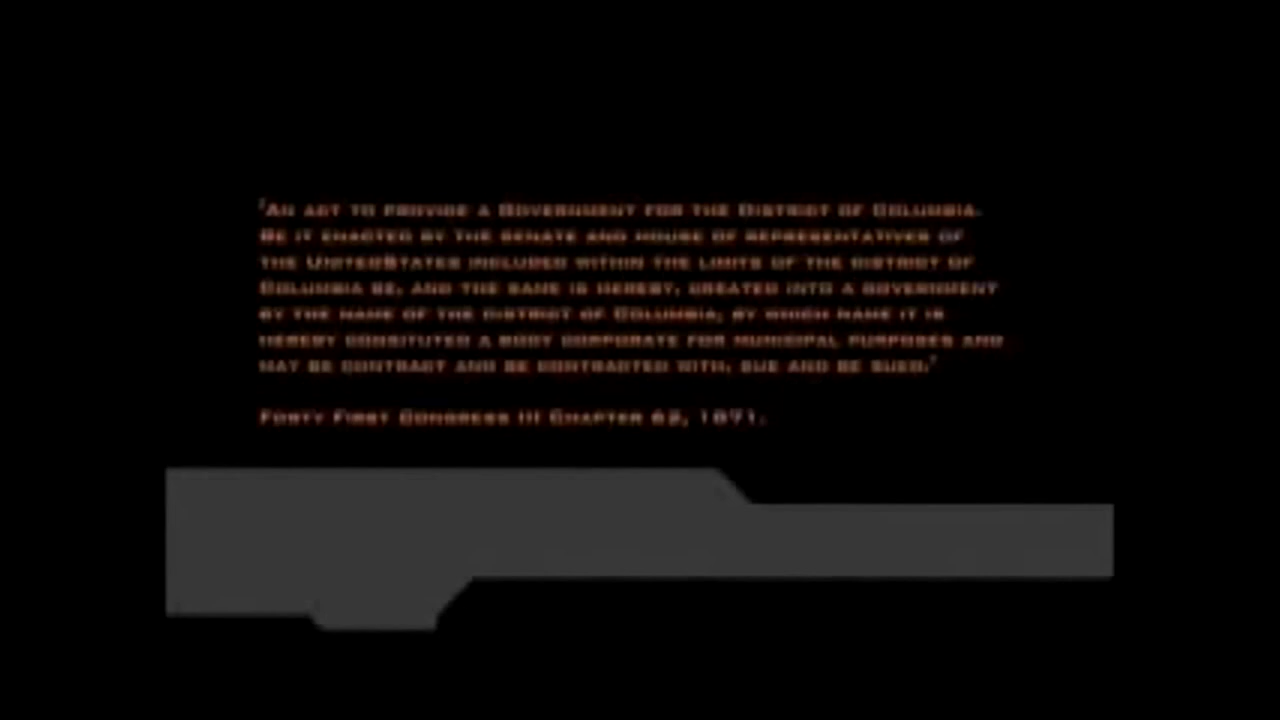 'An act to provide a Government for the District of Columbia.
Be it enacted by the senate and house of representatives of
the UnitedStates included within the limits of the district of
Columbia be, and the same is hereby, created into a government
by the name of the district of Columbia, by which name it is
hereby consituted a body corporate for municipal purposes and
may be contract and be contracted with, sue and be sued.'
Forty First Congress III Chapter 62, 1871.